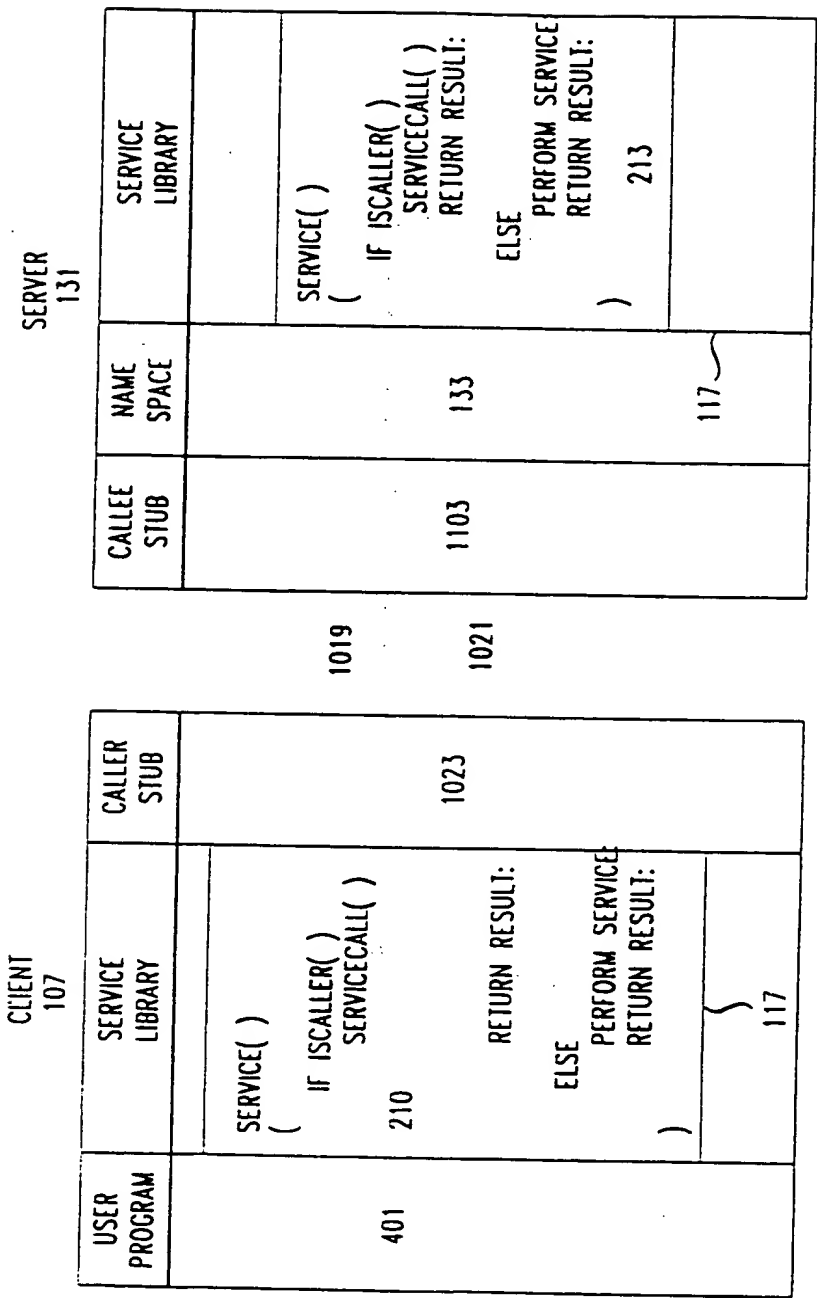 CLIENT
107
USER
PROGRAM
SERVICE
LIBRARY
CALLER
STUB
401
SERVICE( )
(
IF ISCALLER( )
SERVICECALL( )
210
RETURN RESULT:
ELSE
PERFORM SERVICE:
RETURN RESULT:
)
117
1023
1019
1021
SERVER
131
CALLEE
STUB
NAME
SPACE
SERVICE
LIBRARY
1103
133
117
SERVICE( )
(
IF ISCALLER( )
SERVICECALL( )
RETURN RESULT:
ELSE
PERFORM SERVICE:
RETURN RESULT:
)
213